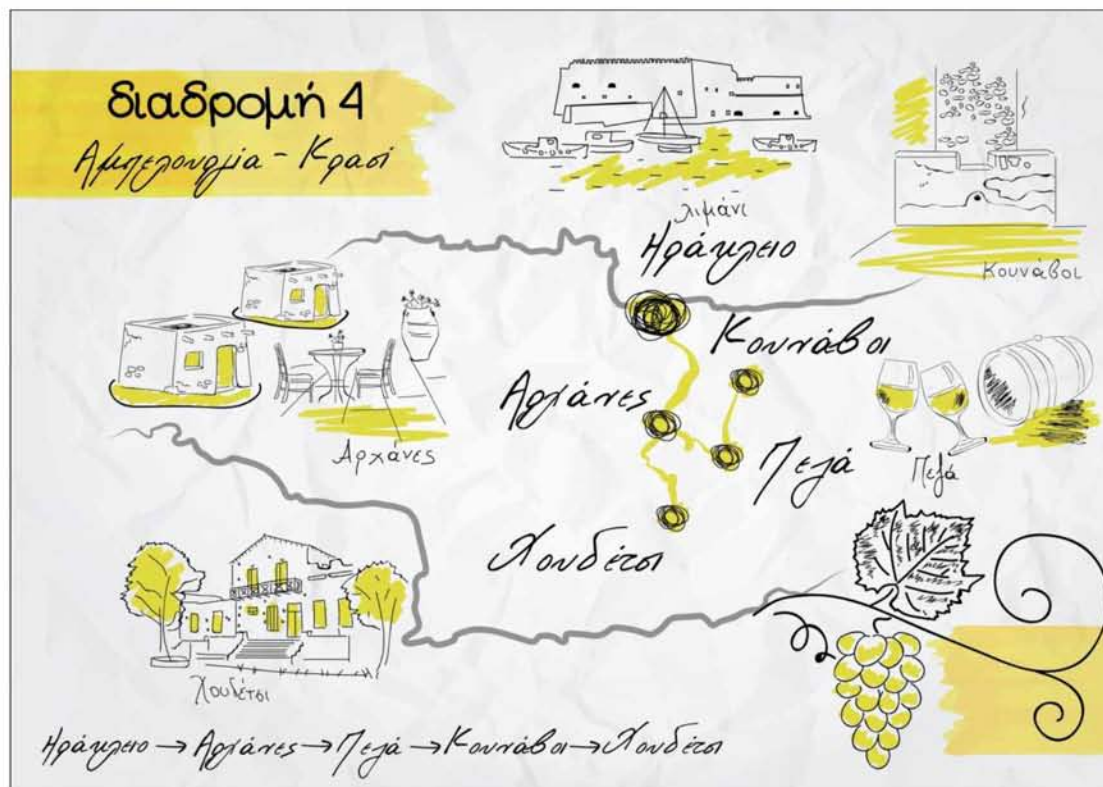 διαδρομή 4
Αμπελουργία - Κρασί
λιμάνι
Ηράκλειο
Κουνάβοι
Κουνάβοι
Αρχάνες
Αρχάνες
Πεζά
Πεζά
Χουδέτσι
Χουδέτσι
Ηράκλειο → Αρχάνες → Πεζά → Κουνάβοι → Χουδέτσι